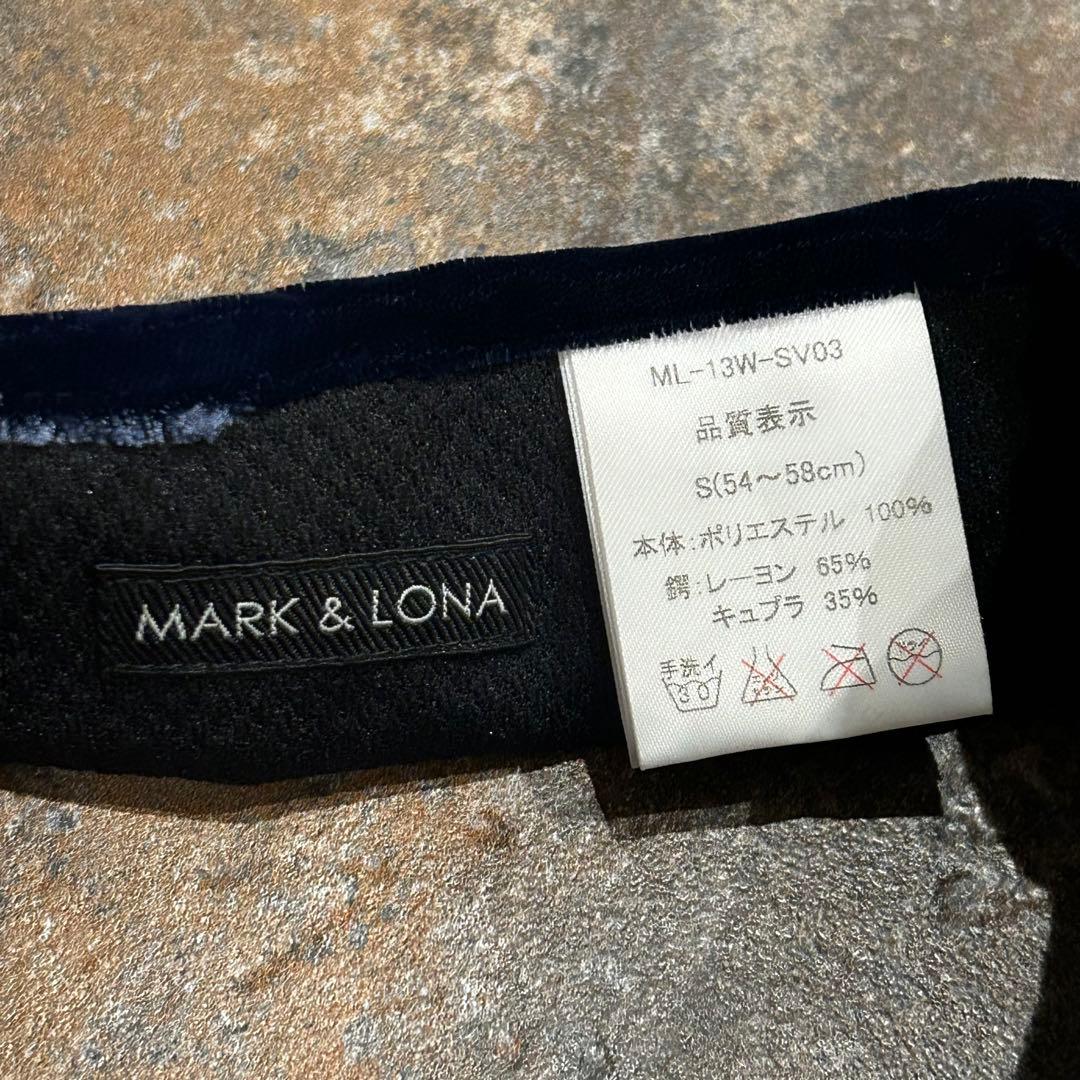 MARK & LONA
ML-13W-SV03
品質表示
S(54～58cm)
本体:ポリエステル 100%
鍔:レーヨン 65%
キュプラ 35%
手洗イ